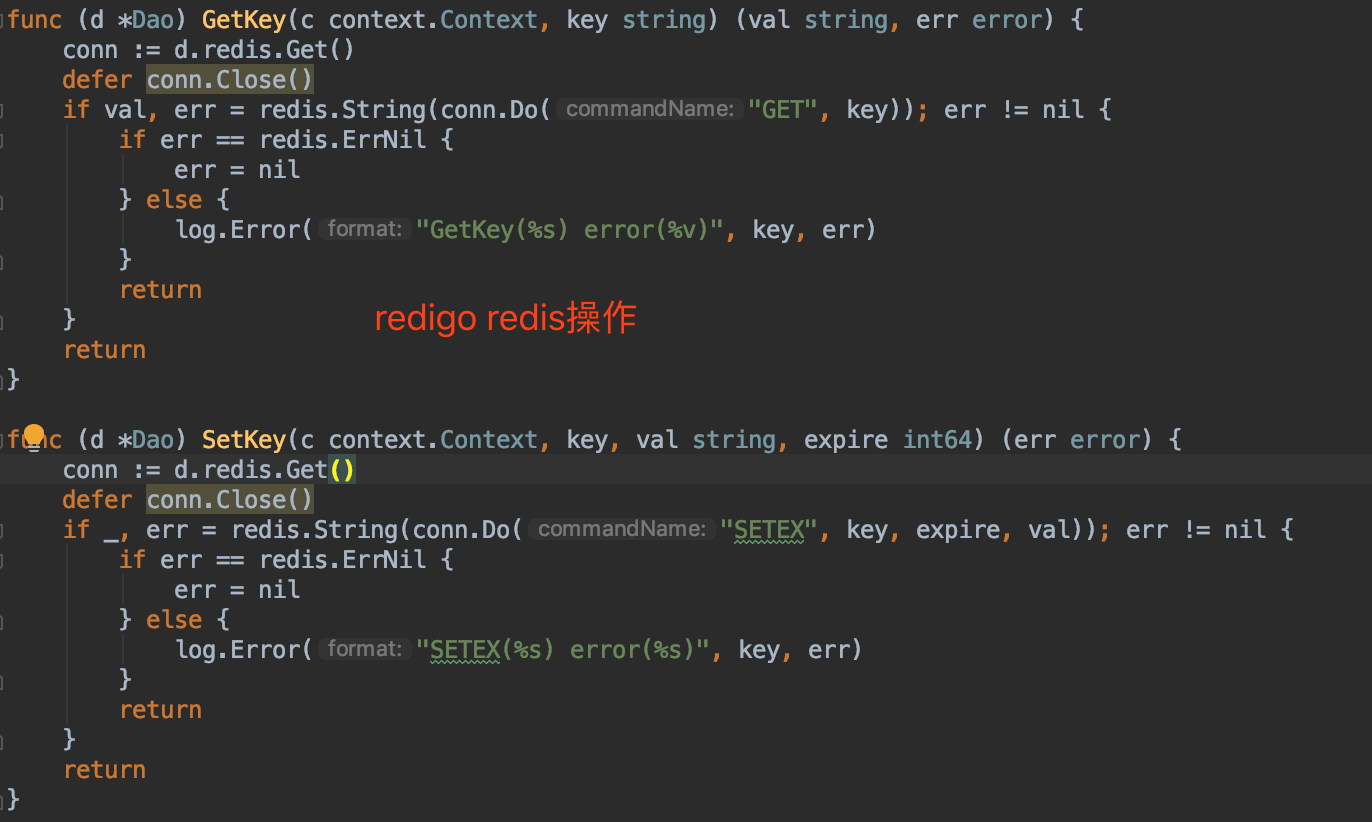 func (d *Dao) GetKey(c context.Context, key string) (val string, err error) {
    conn := d.redis.Get()
    defer conn.Close()
    if val, err = redis.String(conn.Do( commandName: "GET", key)); err != nil {
        if err == redis.ErrNil {
            err = nil
        } else {
            log.Error( format: "GetKey(%s) error(%v)", key, err)
        }
        return
redigo redis操作
    }
    return
}
func (d *Dao) SetKey(c context.Context, key, val string, expire int64) (err error) {
    conn := d.redis.Get()
    defer conn.Close()
    if _, err = redis.String(conn.Do( commandName: "SETEX", key, expire, val)); err != nil {
        if err == redis.ErrNil {
            err = nil
        } else {
            log.Error( format: "SETEX(%s) error(%s)", key, err)
        }
        return
    }
    return
}